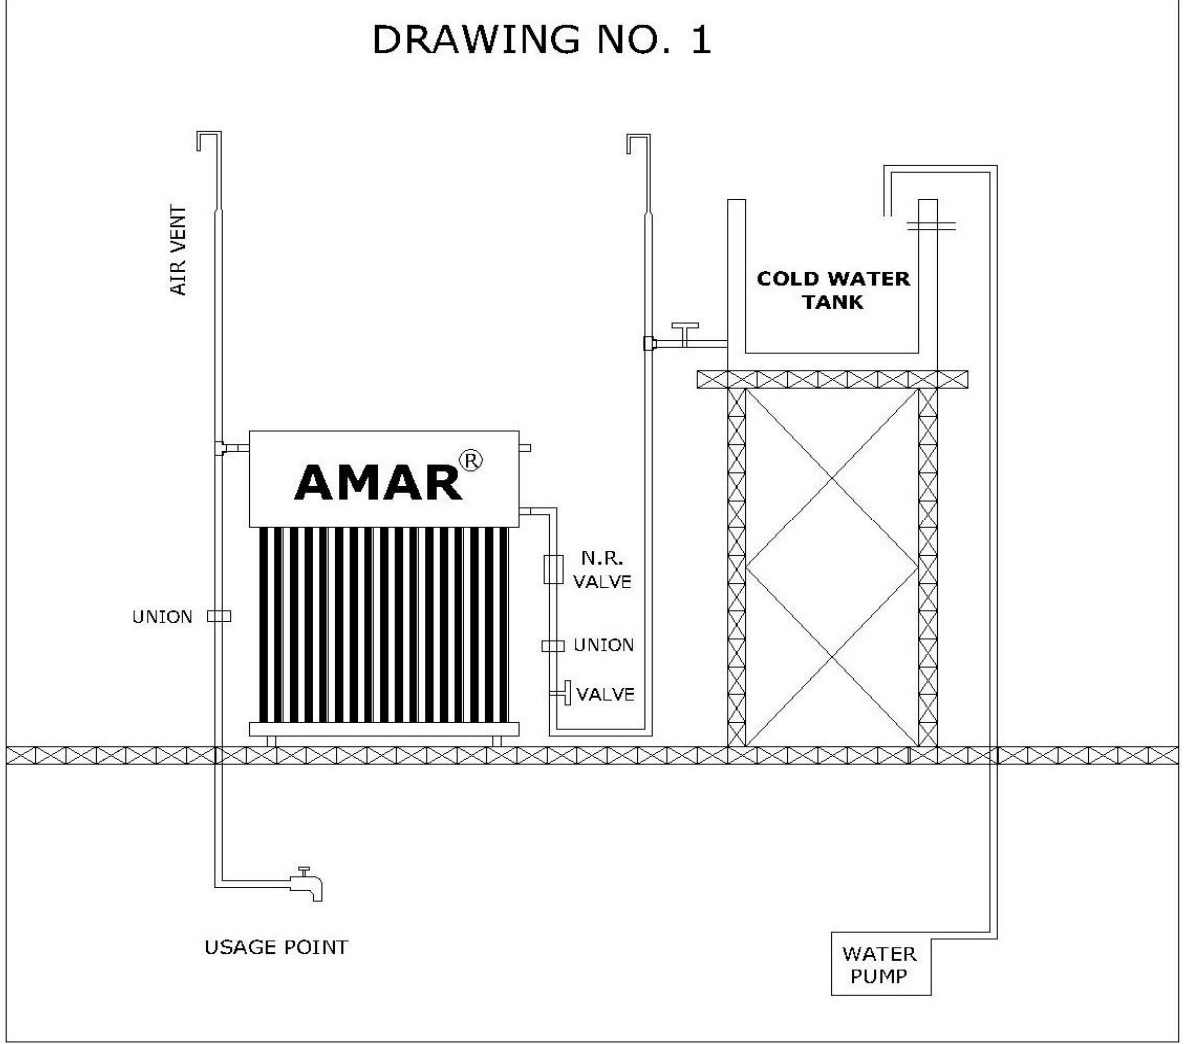 DRAWING NO. 1
AIR VENT
COLD WATER
TANK
AMAR®
N.R.
VALVE
UNION
UNION
VALVE
USAGE POINT
WATER
PUMP